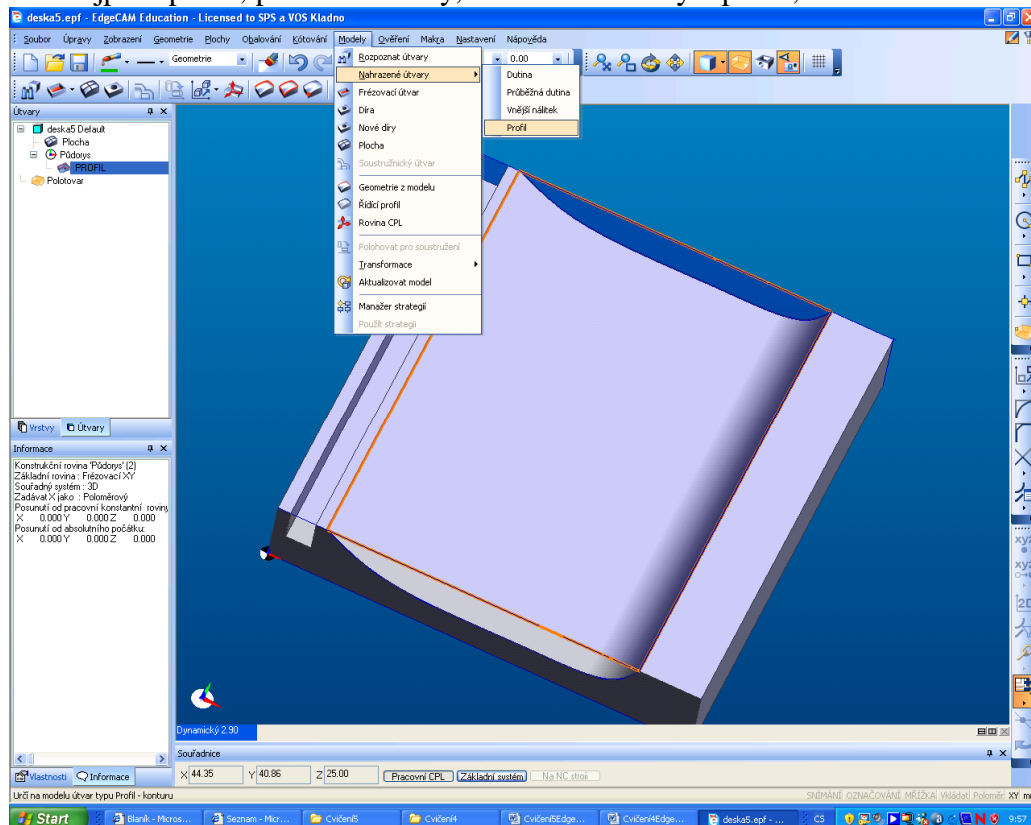 deska5.epf - EdgeCAM Education - Licensed to SPS a VOS Kladno
Soubor Úpravy Zobrazení Geometrie Plochy Obalování Kótování Modely Ověření Makra Nastavení Nápověda
Geometrie
0.00
Rozpoznat útvary
Nahrazené útvary
Frézovací útvar
Díra
Nové díry
Plocha
Soustružnický útvar
Geometrie z modelu
Řídící profil
Rovina CPL
Polohovat pro soustružení
Transformace
Aktualizovat model
Manažer strategií
Použít strategii
Dutina
Průběžná dutina
Vnější nálitek
Profil
Útvary
deska5 Default
Plocha
Půdorys
PROFIL
Polotovar
Vrstvy Útvary
Informace
Konstrukční rovina 'Půdorys' (2)
Základní rovina : Frézovací XY
Souřadný systém : 3D
Zadávat X jako : Poloměrový
Posunutí od pracovní konstantní roviny
X 0.000 Y 0.000 Z 0.000
Posunutí od absolutního počátku:
X 0.000 Y 0.000 Z 0.000
Vlastnosti Informace
Dynamický 2.90
Souřadnice
X 44.35 Y 40.86 Z 25.00 Pracovní CPL Základní systém Na NC stroji
Určí na modelu útvar typu Profil - konturu
SNÍMÁNÍ OZNAČOVÁNÍ MŘÍŽKA Vkládat Poloměr XY
Start Blaník - Micros... Seznam - Micr... Cvičení5 Cvičení4 Cvičení5Edge... Cvičení4Edge... deska5.epf - ... CS 9:57